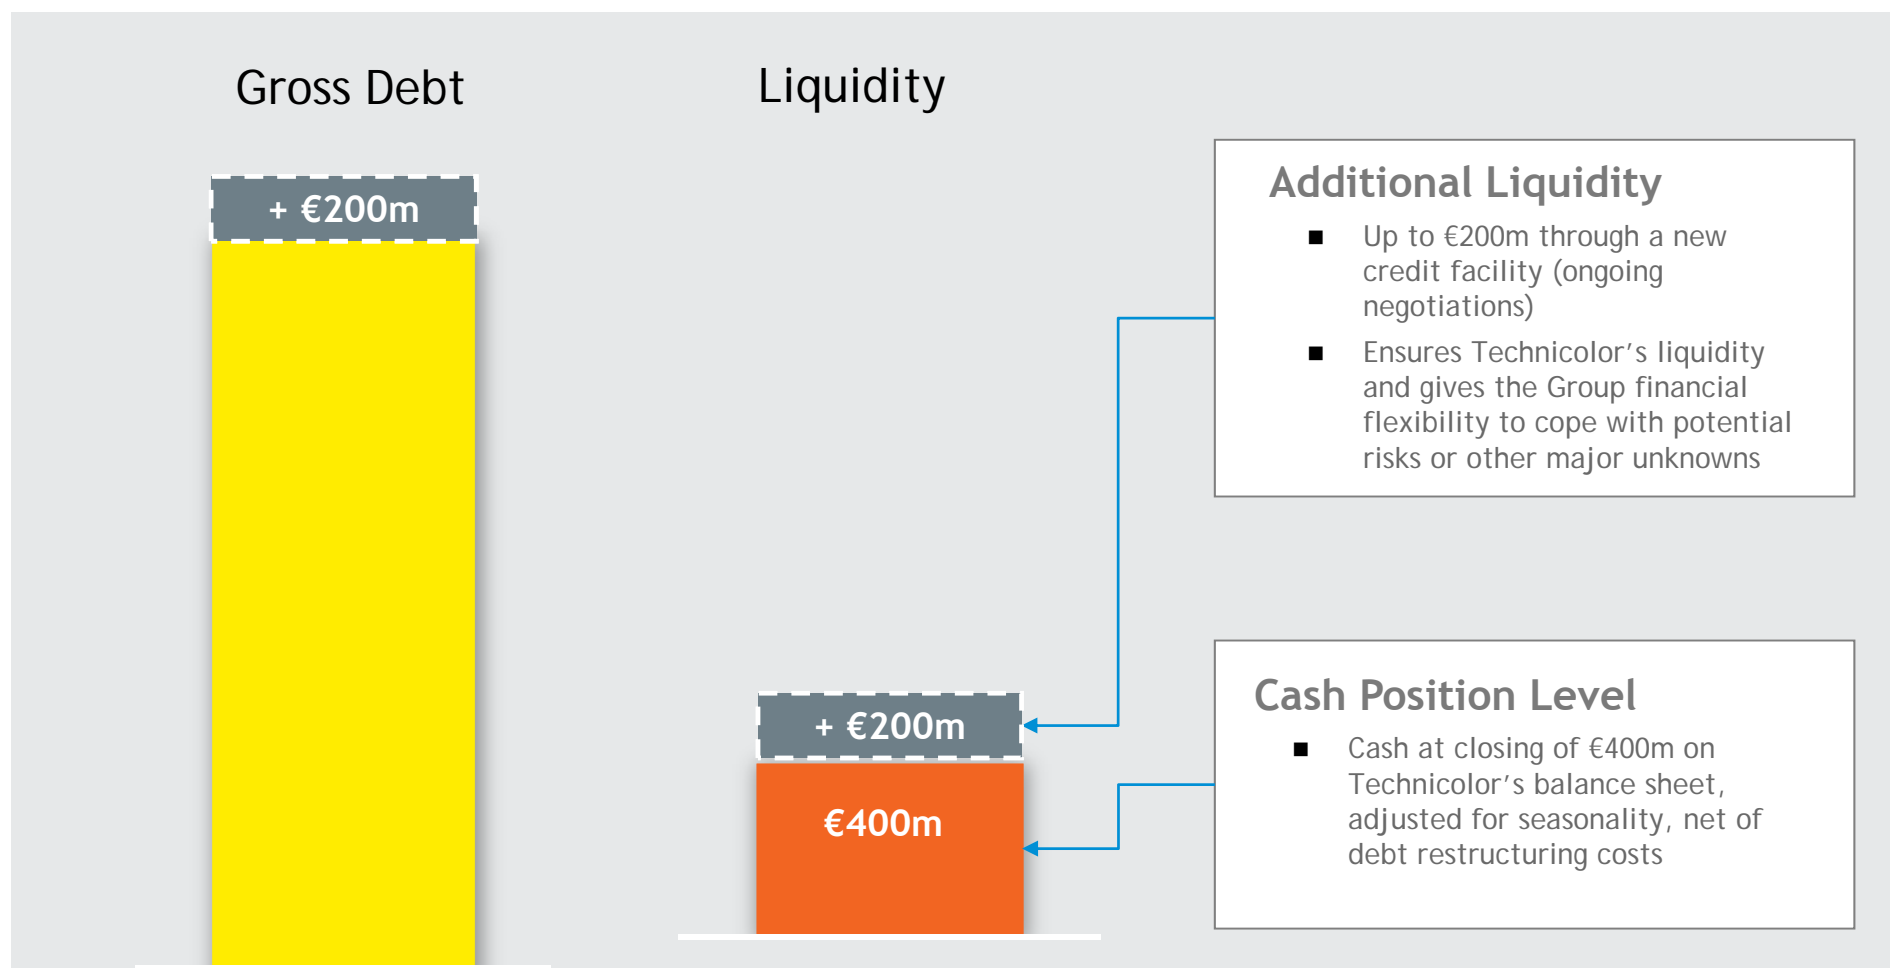 Gross Debt
Liquidity
+ €200m
+ €200m
€400m
Additional Liquidity
■ Up to €200m through a new
credit facility (ongoing
negotiations)
■ Ensures Technicolor’s liquidity
and gives the Group financial
flexibility to cope with potential
risks or other major unknowns
Cash Position Level
■ Cash at closing of €400m on
Technicolor’s balance sheet,
adjusted for seasonality, net of
debt restructuring costs